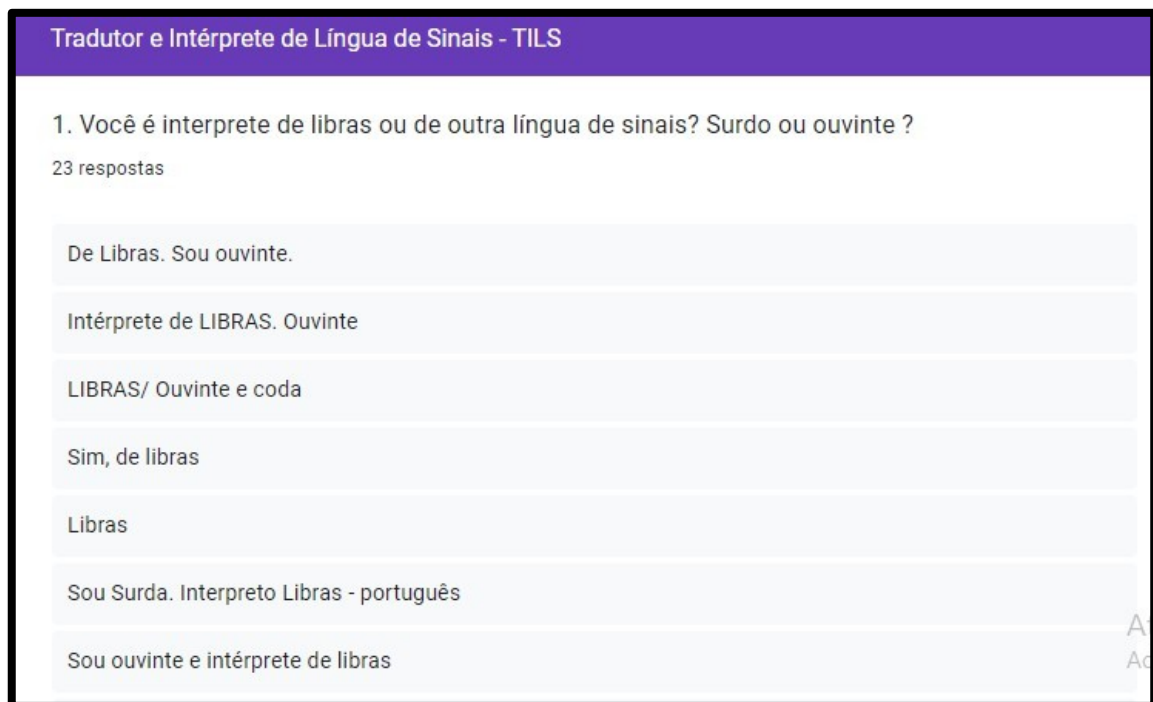 Tradutor e Intérprete de Língua de Sinais - TILS
1. Você é interprete de libras ou de outra língua de sinais? Surdo ou ouvinte ?
23 respostas
De Libras. Sou ouvinte.
Intérprete de LIBRAS. Ouvinte
LIBRAS/ Ouvinte e coda
Sim, de libras
Libras
Sou Surda. Interpreto Libras - português
Sou ouvinte e intérprete de libras